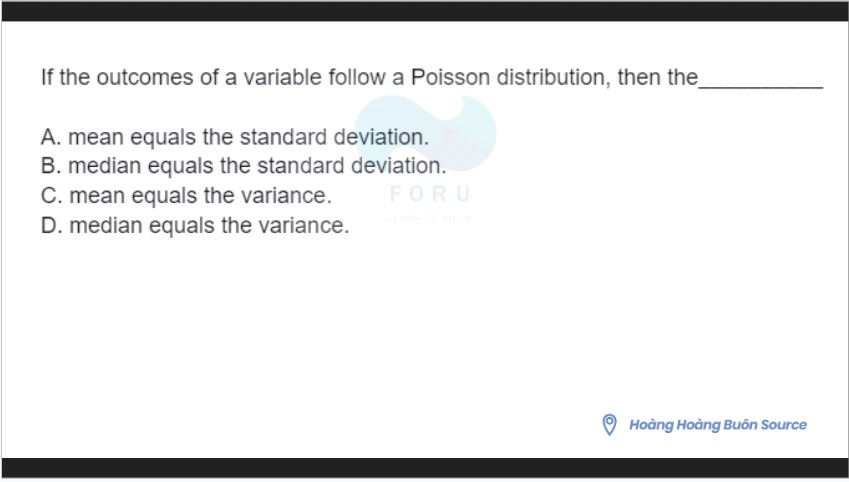 If the outcomes of a variable follow a Poisson distribution, then the__________
A. mean equals the standard deviation.
B. median equals the standard deviation.
C. mean equals the variance.
FORU
D. median equals the variance.
Hoàng Hoàng Buôn Source